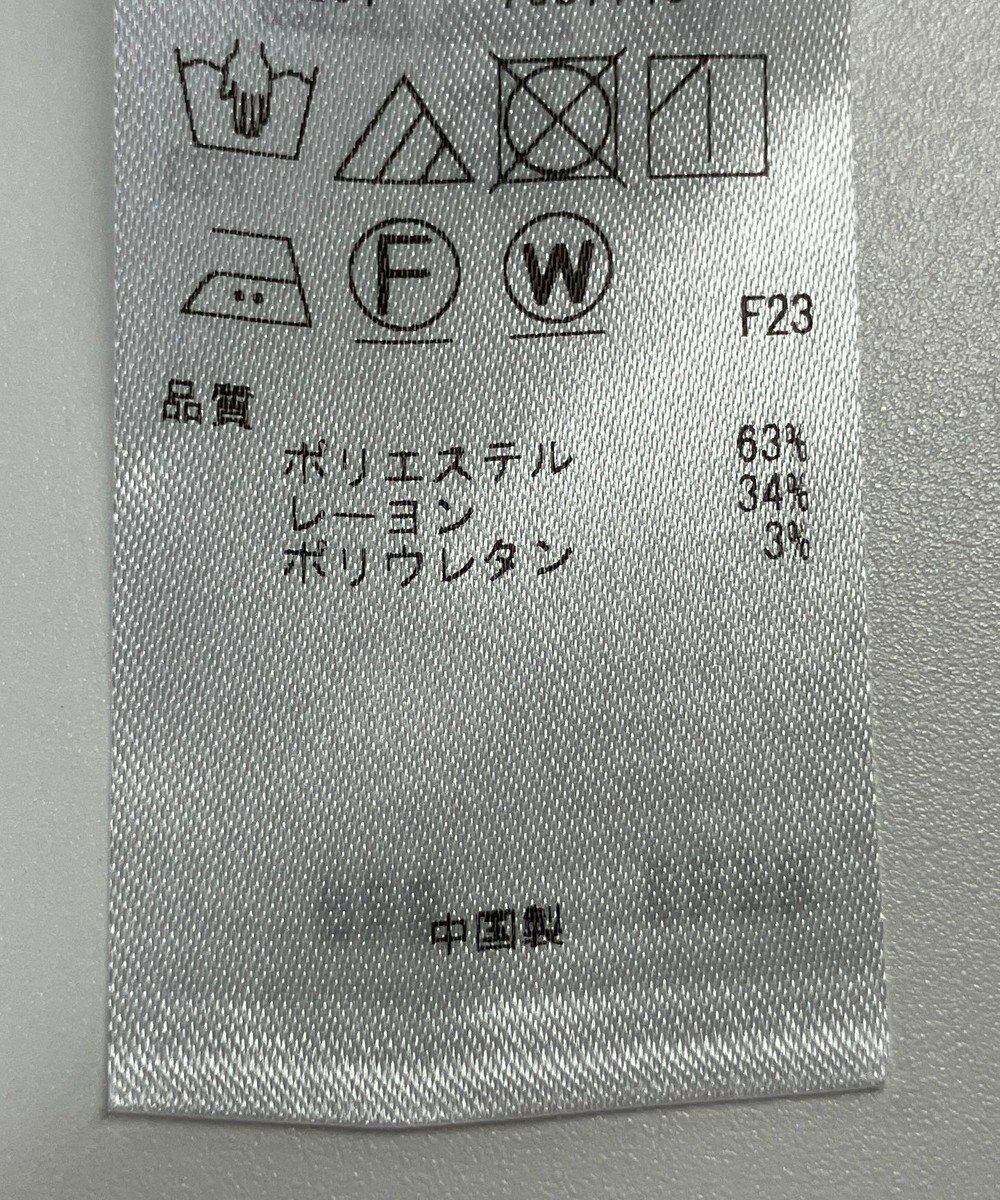 F
W
F23
品質
ポリエステル 63%
レーヨン 34%
ポリウレタン 3%
中国製